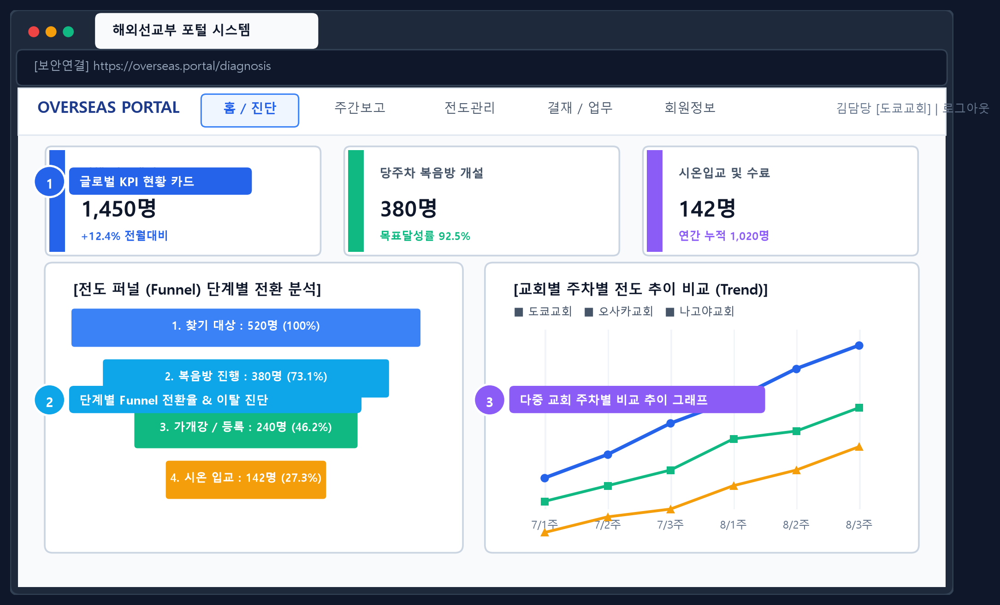 해외선교부 포털 시스템
[보안연결] https://overseas.portal/diagnosis
OVERSEAS PORTAL
홈 / 진단
주간보고
전도관리
결재 / 업무
회원정보
김담당 [도쿄교회] | 로그아웃
1
글로벌 KPI 현황 카드
1,450명
+12.4% 전월대비
당주차 복음방 개설
380명
목표달성률 92.5%
시온입교 및 수료
142명
연간 누적 1,020명
[전도 퍼널 (Funnel) 단계별 전환 분석]
1. 찾기 대상 : 520명 (100%)
2. 복음방 진행 : 380명 (73.1%)
2
단계별 Funnel 전환율 & 이탈 진단
3. 가개강 / 등록 : 240명 (46.2%)
4. 시온 입교 : 142명 (27.3%)
[교회별 주차별 전도 추이 비교 (Trend)]
■ 도쿄교회 ■ 오사카교회 ■ 나고야교회
3
다중 교회 주차별 비교 추이 그래프
7/1주 7/2주 7/3주 8/1주 8/2주 8/3주